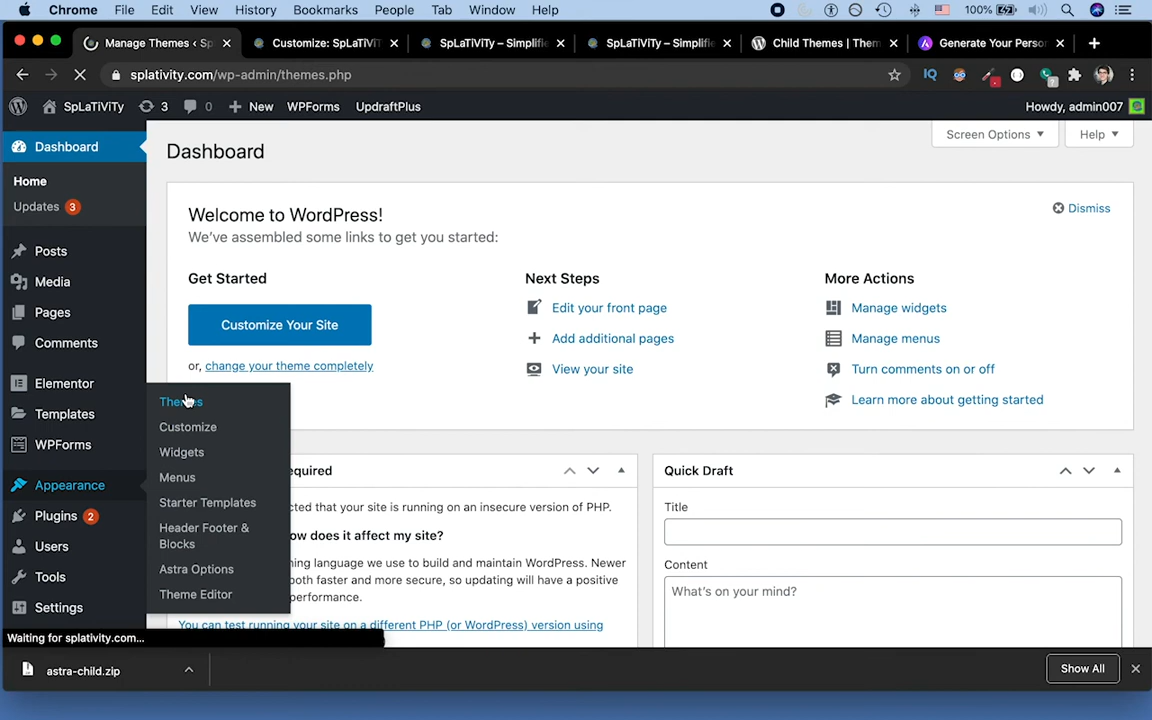 Chrome File Edit View History Bookmarks People Tab Window Help 100%
Manage Themes ‹ Sp Customize: SpLaTiViT SpLaTiViTy – Simplifie SpLaTiViTy – Simplifie Child Themes | Them Generate Your Perso
splativity.com/wp-admin/themes.php
SpLaTiViTy 3 0 New WPForms UpdraftPlus Howdy, admin007
Screen Options Help
Dashboard
Home
Updates 3
Posts
Media
Pages
Comments
Elementor
Templates
WPForms
Appearance
Plugins 2
Users
Tools
Settings
Themes
Customize
Widgets
Menus
Starter Templates
Header Footer &
Blocks
Astra Options
Theme Editor
Dashboard
Welcome to WordPress!
We've assembled some links to get you started:
Dismiss
Get Started
Customize Your Site
or, change your theme completely
Next Steps
Edit your front page
Add additional pages
View your site
More Actions
Manage widgets
Manage menus
Turn comments on or off
Learn more about getting started
equired
cted that your site is running on an insecure version of PHP.
ow does it affect my site?
ing language we use to build and maintain WordPress. Newer
oth faster and more secure, so updating will have a positive
performance.
You can test running your site on a different PHP (or WordPress) version using
Quick Draft
Title
Content
What's on your mind?
Waiting for splativity.com...
astra-child.zip
Show All